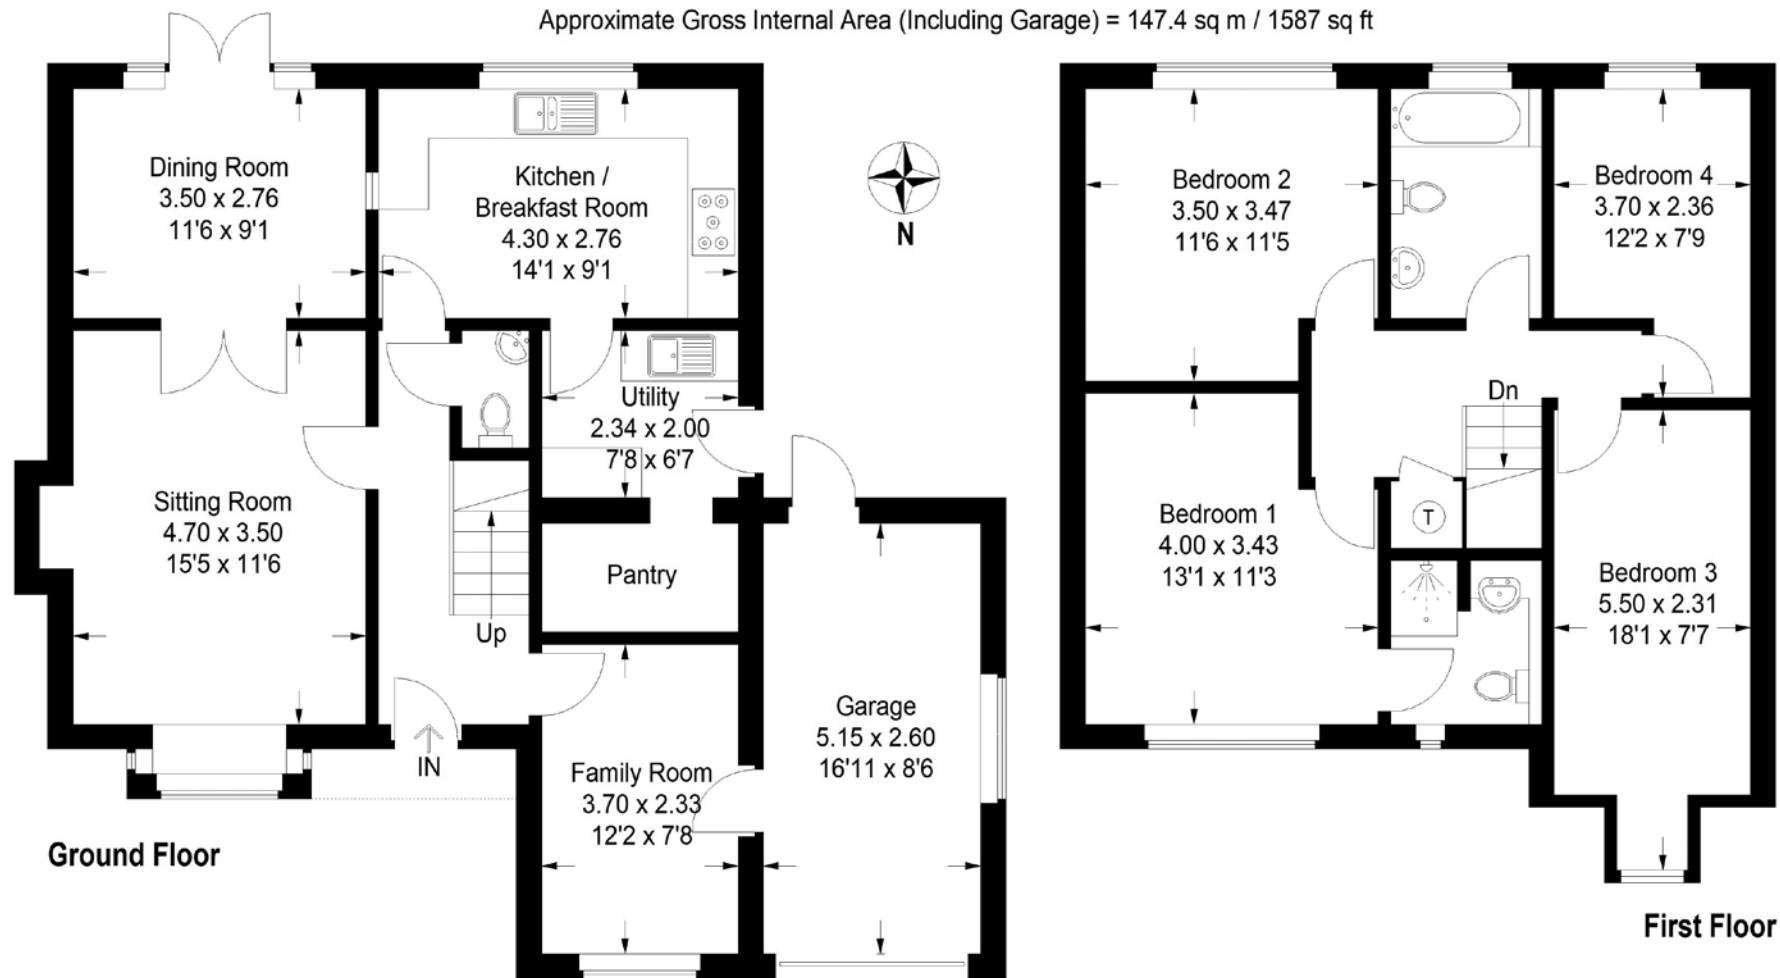 Approximate Gross Internal Area (Including Garage) = 147.4 sq m / 1587 sq ft
Dining Room
3.50 x 2.76
11'6 x 9'1
Kitchen /
Breakfast Room
4.30 x 2.76
14'1 x 9'1
N
Utility
2.34 x 2.00
7'8 x 6'7
Sitting Room
4.70 x 3.50
15'5 x 11'6
Pantry
Up
IN
Family Room
3.70 x 2.33
12'2 x 7'8
Garage
5.15 x 2.60
16'11 x 8'6
Ground Floor
Bedroom 2
3.50 x 3.47
11'6 x 11'5
Bedroom 4
3.70 x 2.36
12'2 x 7'9
Dn
T
Bedroom 1
4.00 x 3.43
13'1 x 11'3
Bedroom 3
5.50 x 2.31
18'1 x 7'7
First Floor